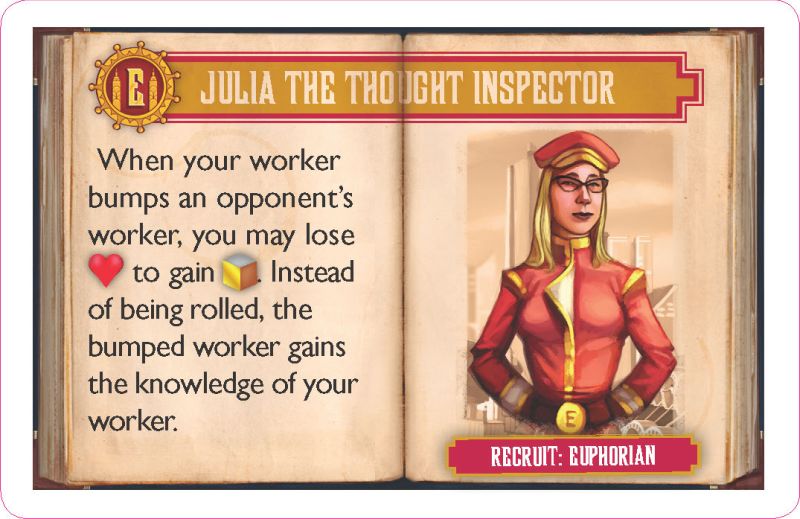 E
JULIA THE THOUGHT INSPECTOR
When your worker
bumps an opponent's
worker, you may lose
to gain . Instead
of being rolled, the
bumped worker gains
the knowledge of your
worker.
E
RECRUIT: EUPHORIAN